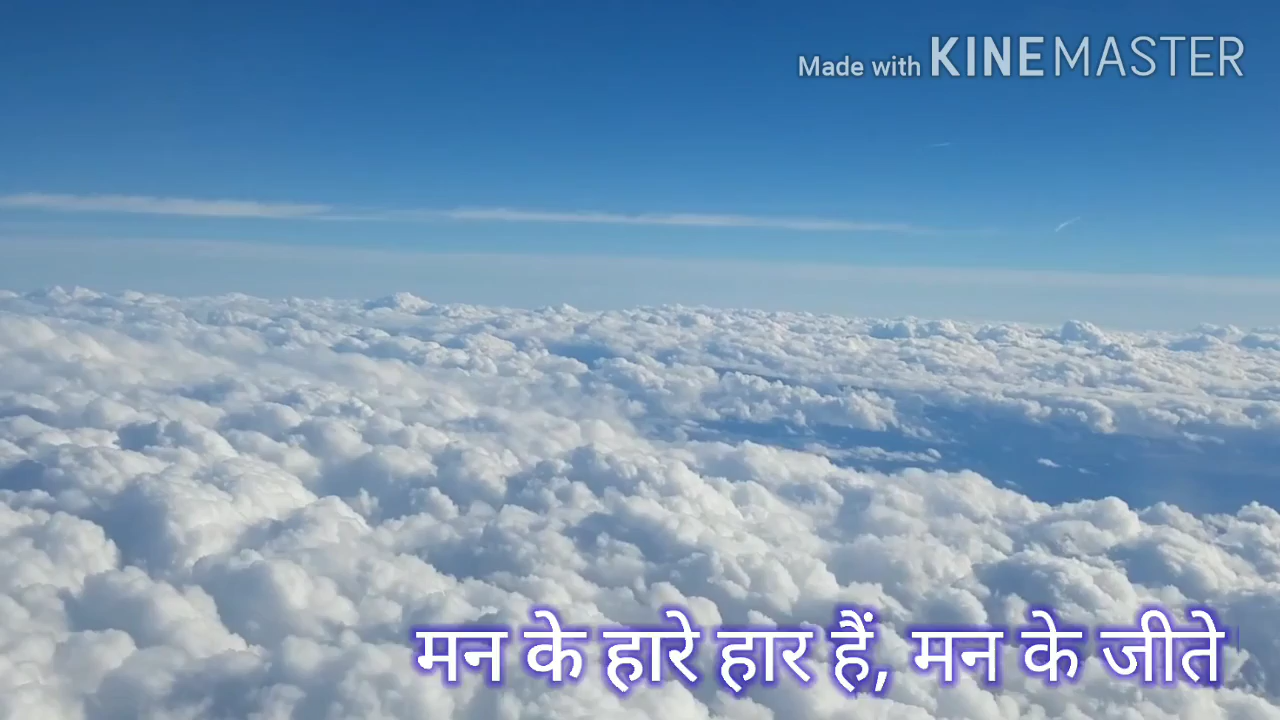 Made with KINEMASTER
मन के हारे हार हैं, मन के जीते